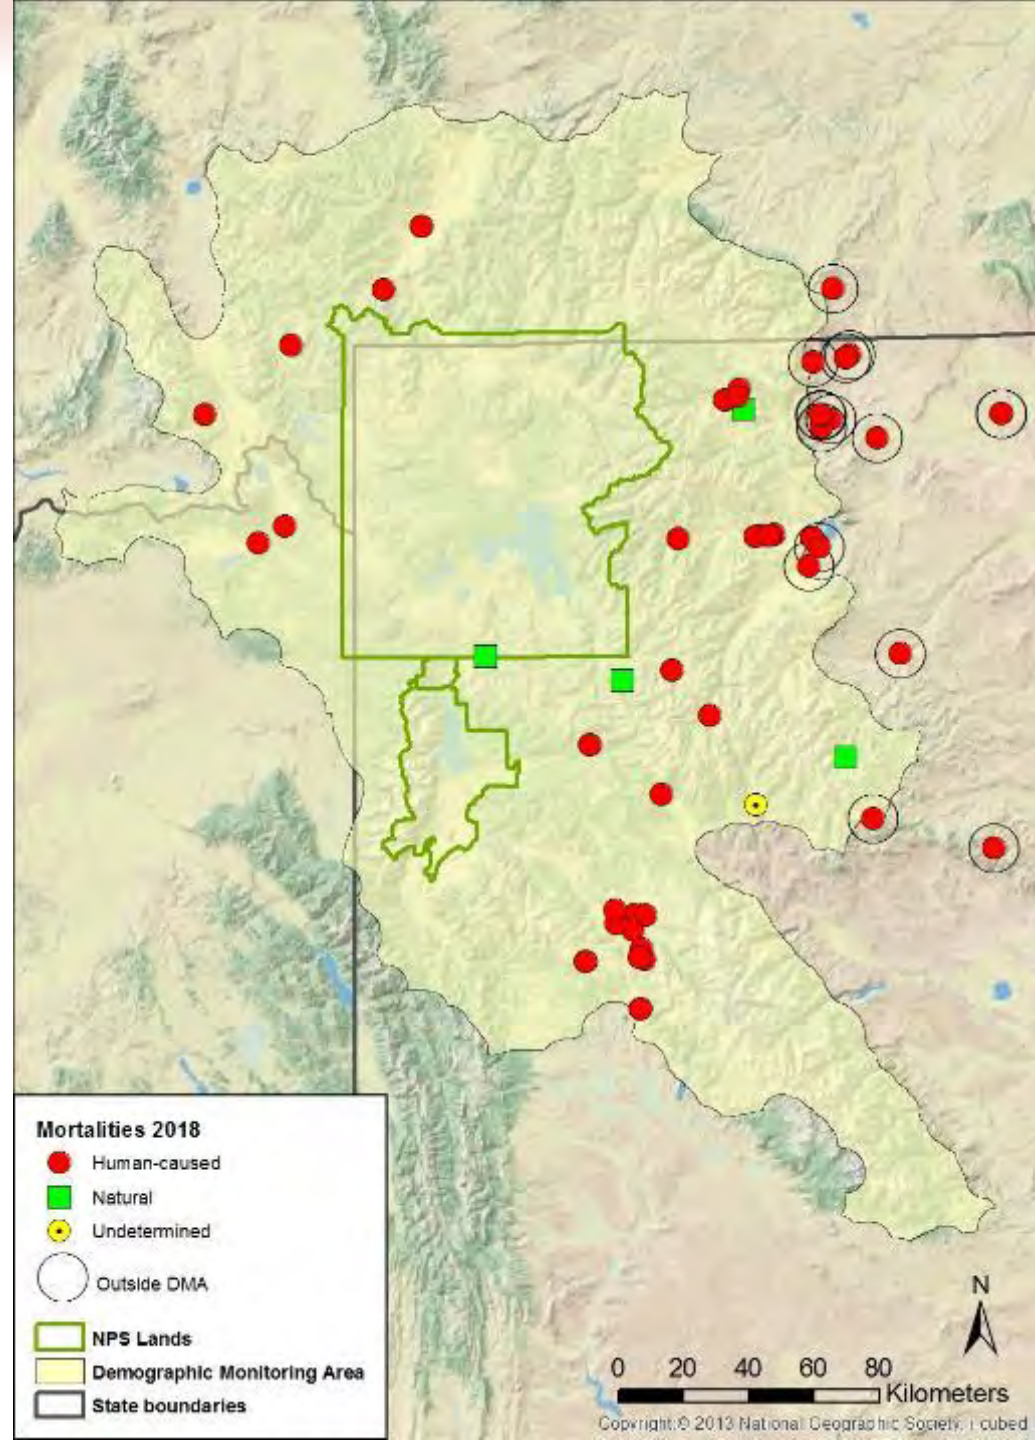 Mortalities 2018
Human-caused
Natural
Undetermined
Outside DMA
NPS Lands
Demographic Monitoring Area
State boundaries
N
0 20 40 60 80
Kilometers
Copyright:© 2013 National Geographic Society, i-cubed